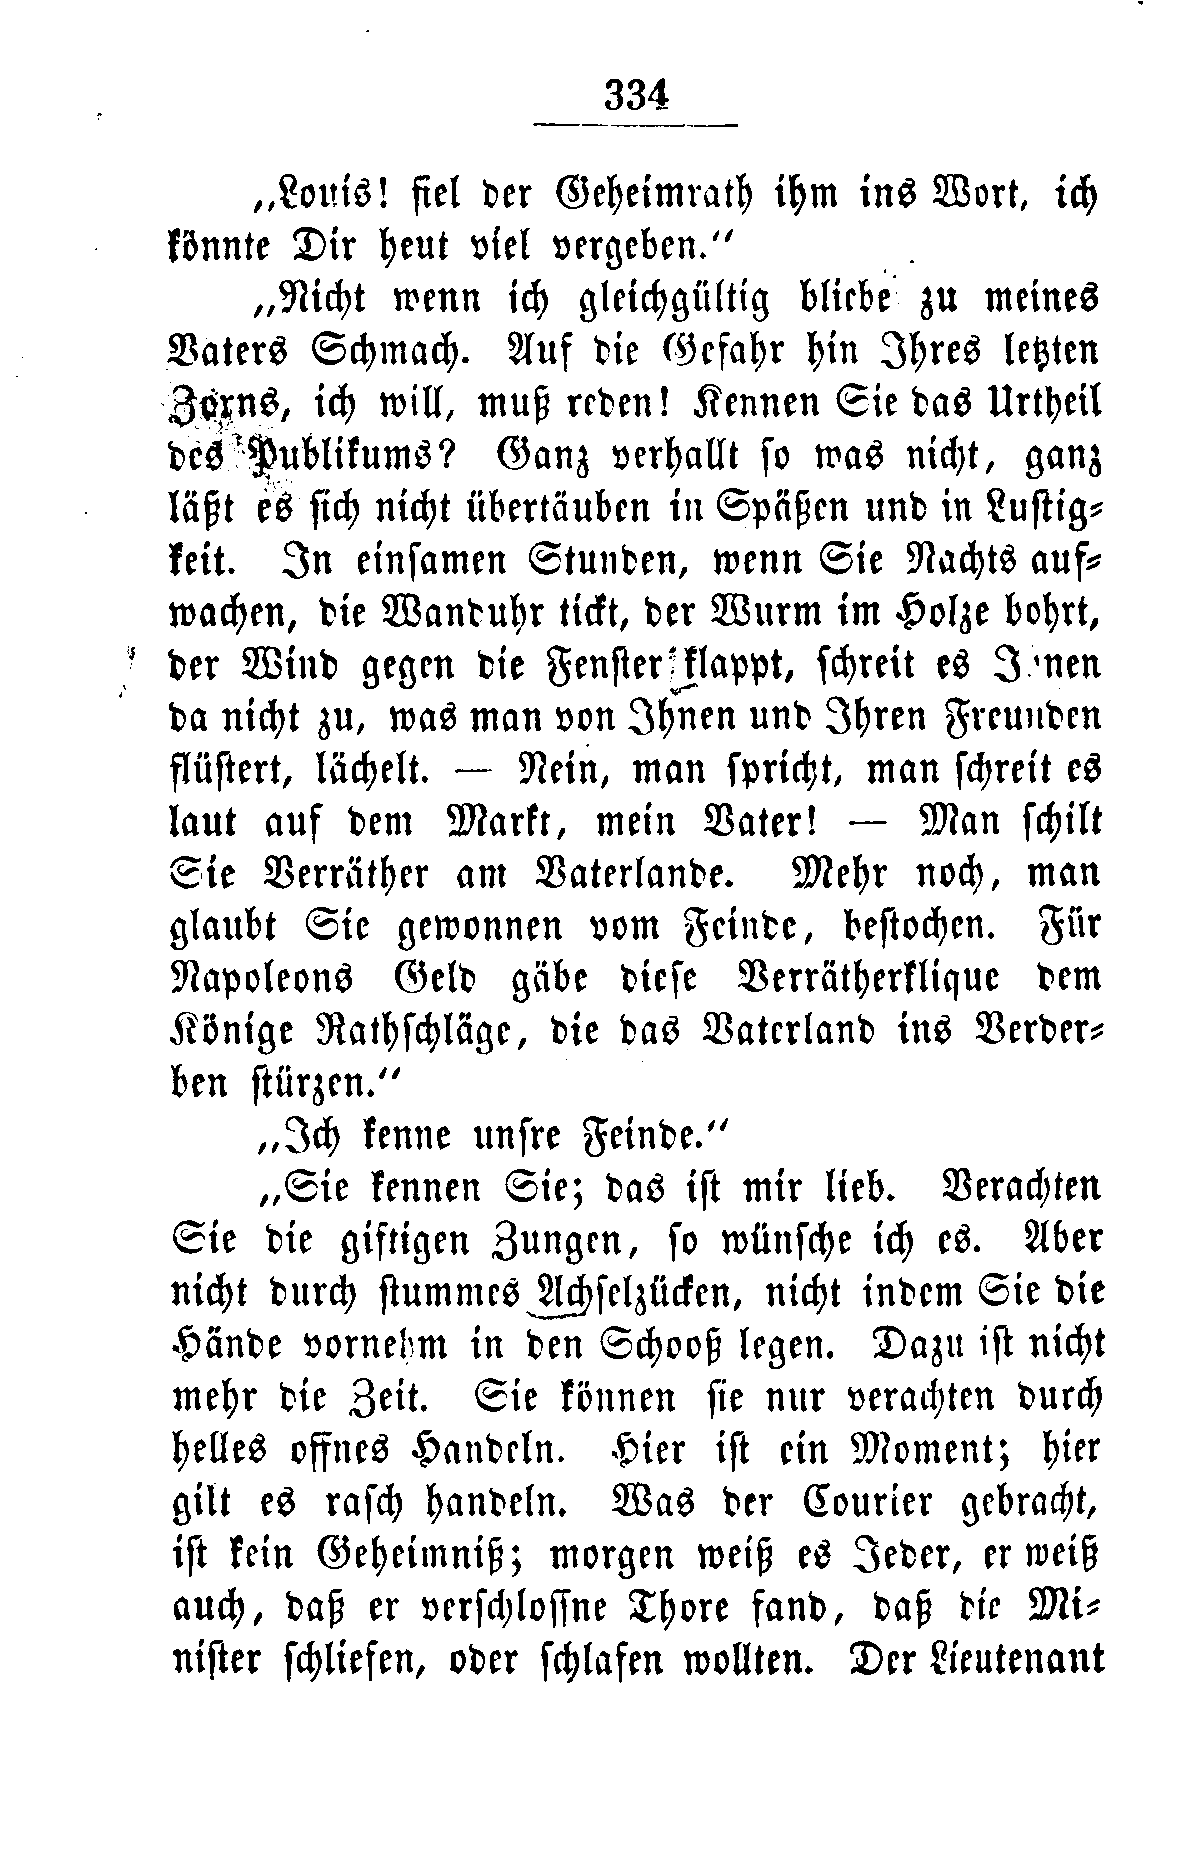 334
„Louis! fiel der Geheimrath ihm ins Wort, ich
könnte Dir heut viel vergeben.“
„Nicht wenn ich gleichgültig bliebe zu meines
Vaters Schmach. Auf die Gefahr hin Ihres letzten
Zorns, ich will, muß reden! Kennen Sie das Urtheil
des Publikums? Ganz verhallt so was nicht, ganz
läßt es sich nicht übertäuben in Späßen und in Lustig⸗
keit. In einsamen Stunden, wenn Sie Nachts auf⸗
wachen, die Wanduhr tickt, der Wurm im Holze bohrt,
der Wind gegen die Fenster klappt, schreit es Ihnen
da nicht zu, was man von Ihnen und Ihren Freunden
flüstert, lächelt. — Nein, man spricht, man schreit es
laut auf dem Markt, mein Vater! — Man schilt
Sie Verräther am Vaterlande. Mehr noch, man
glaubt Sie gewonnen vom Feinde, bestochen. Für
Napoleons Geld gäbe diese Verrätherklique dem
Könige Rathschläge, die das Vaterland ins Verder⸗
ben stürzen.“
„Ich kenne unsre Feinde.“
„Sie kennen Sie; das ist mir lieb. Verachten
Sie die giftigen Zungen, so wünsche ich es. Aber
nicht durch stummes Achselzücken, nicht indem Sie die
Hände vornehm in den Schooß legen. Dazu ist nicht
mehr die Zeit. Sie können sie nur verachten durch
helles offnes Handeln. Hier ist ein Moment; hier
gilt es rasch handeln. Was der Courier gebracht,
ist kein Geheimniß; morgen weiß es Jeder, er weiß
auch, daß er verschlossne Thore fand, daß die Mi⸗
nister schliefen, oder schlafen wollten. Der Lieutenant